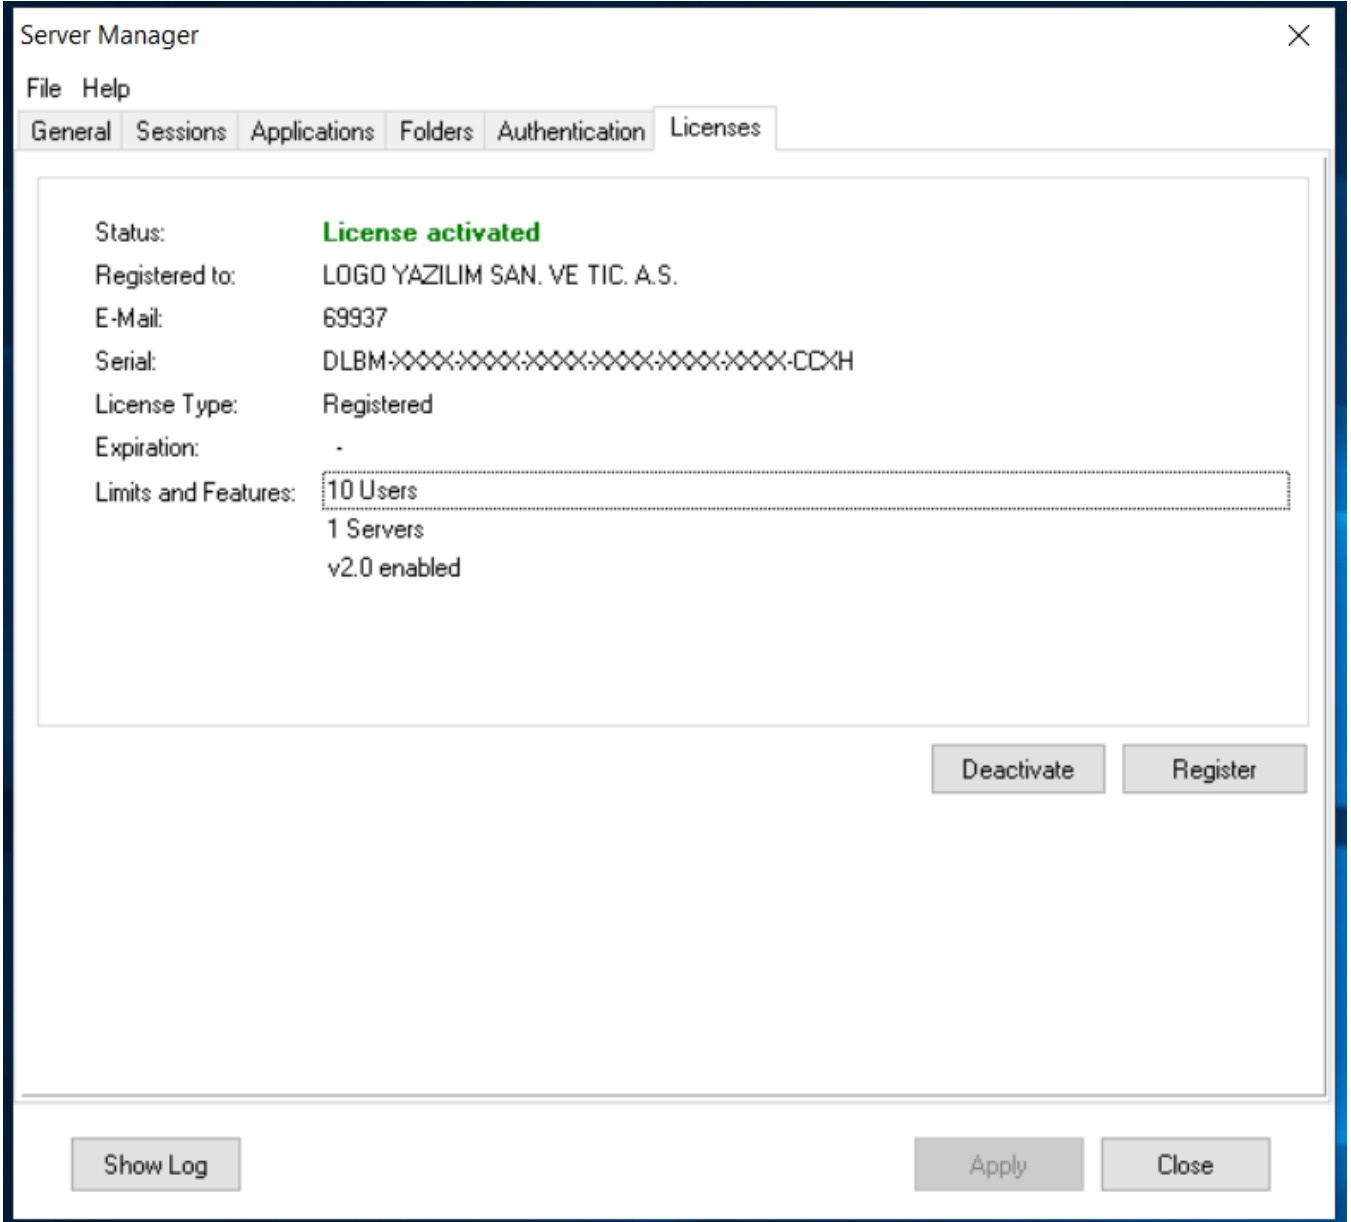 Server Manager
File Help
General Sessions Applications Folders Authentication Licenses
Status: License activated
Registered to: LOGO YAZILIM SAN. VE TIC. A.S.
E-Mail: 69937
Serial: DLBM-XXXX-XXXX-XXXX-XXXX-XXXX-XXXX-CCXH
License Type: Registered
Expiration: -
Limits and Features: 10 Users
1 Servers
v2.0 enabled
Deactivate Register
Show Log Apply Close